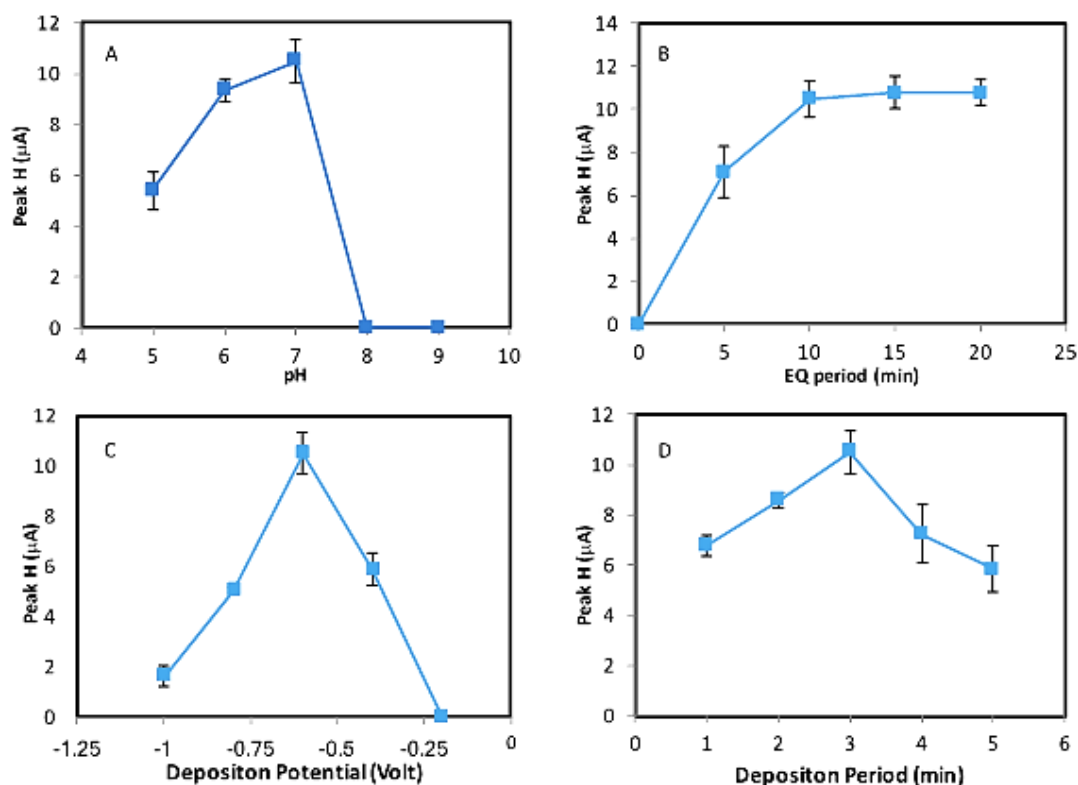 A
Peak H (µA)
12
10
8
6
4
2
0
4 5 6 7 8 9 10
pH
B
Peak H (µA)
14
12
10
8
6
4
2
0
0 5 10 15 20 25
EQ period (min)
C
Peak H (µA)
12
10
8
6
4
2
0
-1.25 -1 -0.75 -0.5 -0.25 0
Depositon Potential (Volt)
D
Peak H (µA)
12
10
8
6
4
2
0
0 1 2 3 4 5 6
Depositon Period (min)